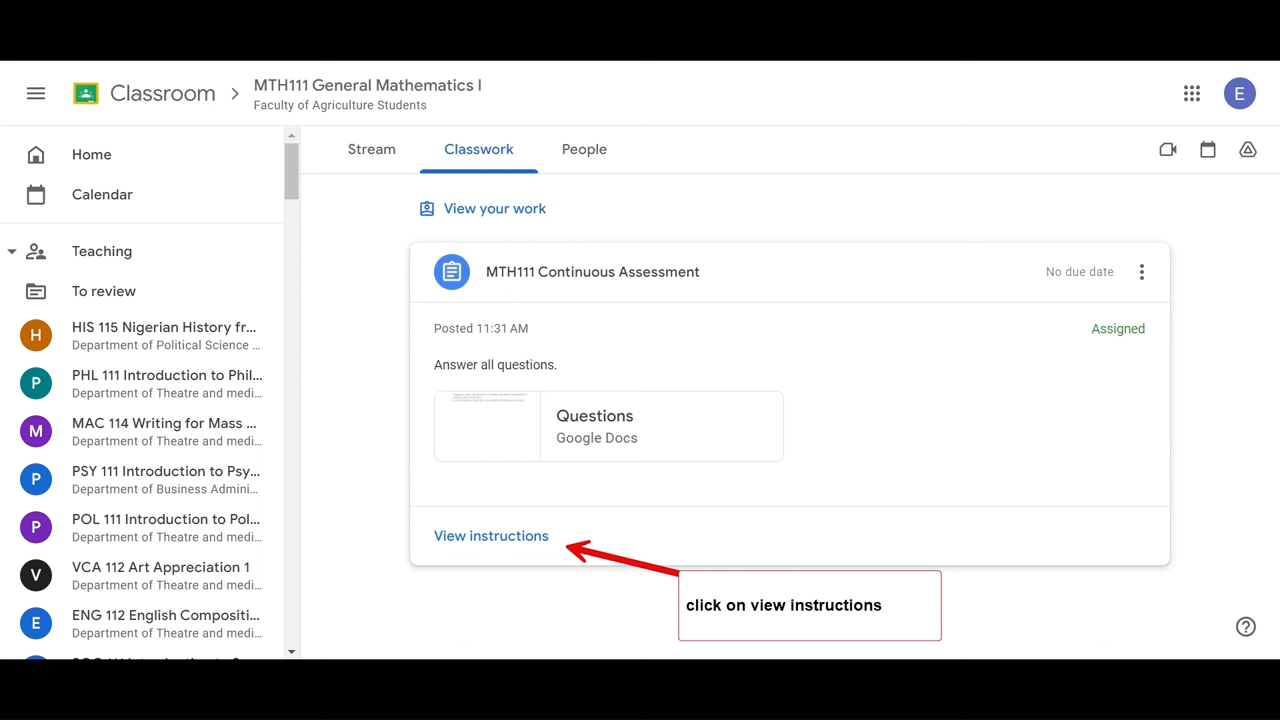 Classroom
MTH111 General Mathematics I
Faculty of Agriculture Students
E
Home
Calendar
Teaching
To review
H
HIS 115 Nigerian History fr...
Department of Political Science ...
P
PHL 111 Introduction to Phil...
Department of Theatre and medi...
M
MAC 114 Writing for Mass ...
Department of Theatre and medi...
P
PSY 111 Introduction to Psy...
Department of Business Admini...
P
POL 111 Introduction to Pol...
Department of Theatre and medi...
V
VCA 112 Art Appreciation 1
Department of Theatre and medi...
E
ENG 112 English Compositi...
Department of Theatre and medi...
Stream
Classwork
People
View your work
MTH111 Continuous Assessment
No due date
Posted 11:31 AM
Assigned
Answer all questions.
Questions
Google Docs
View instructions
click on view instructions